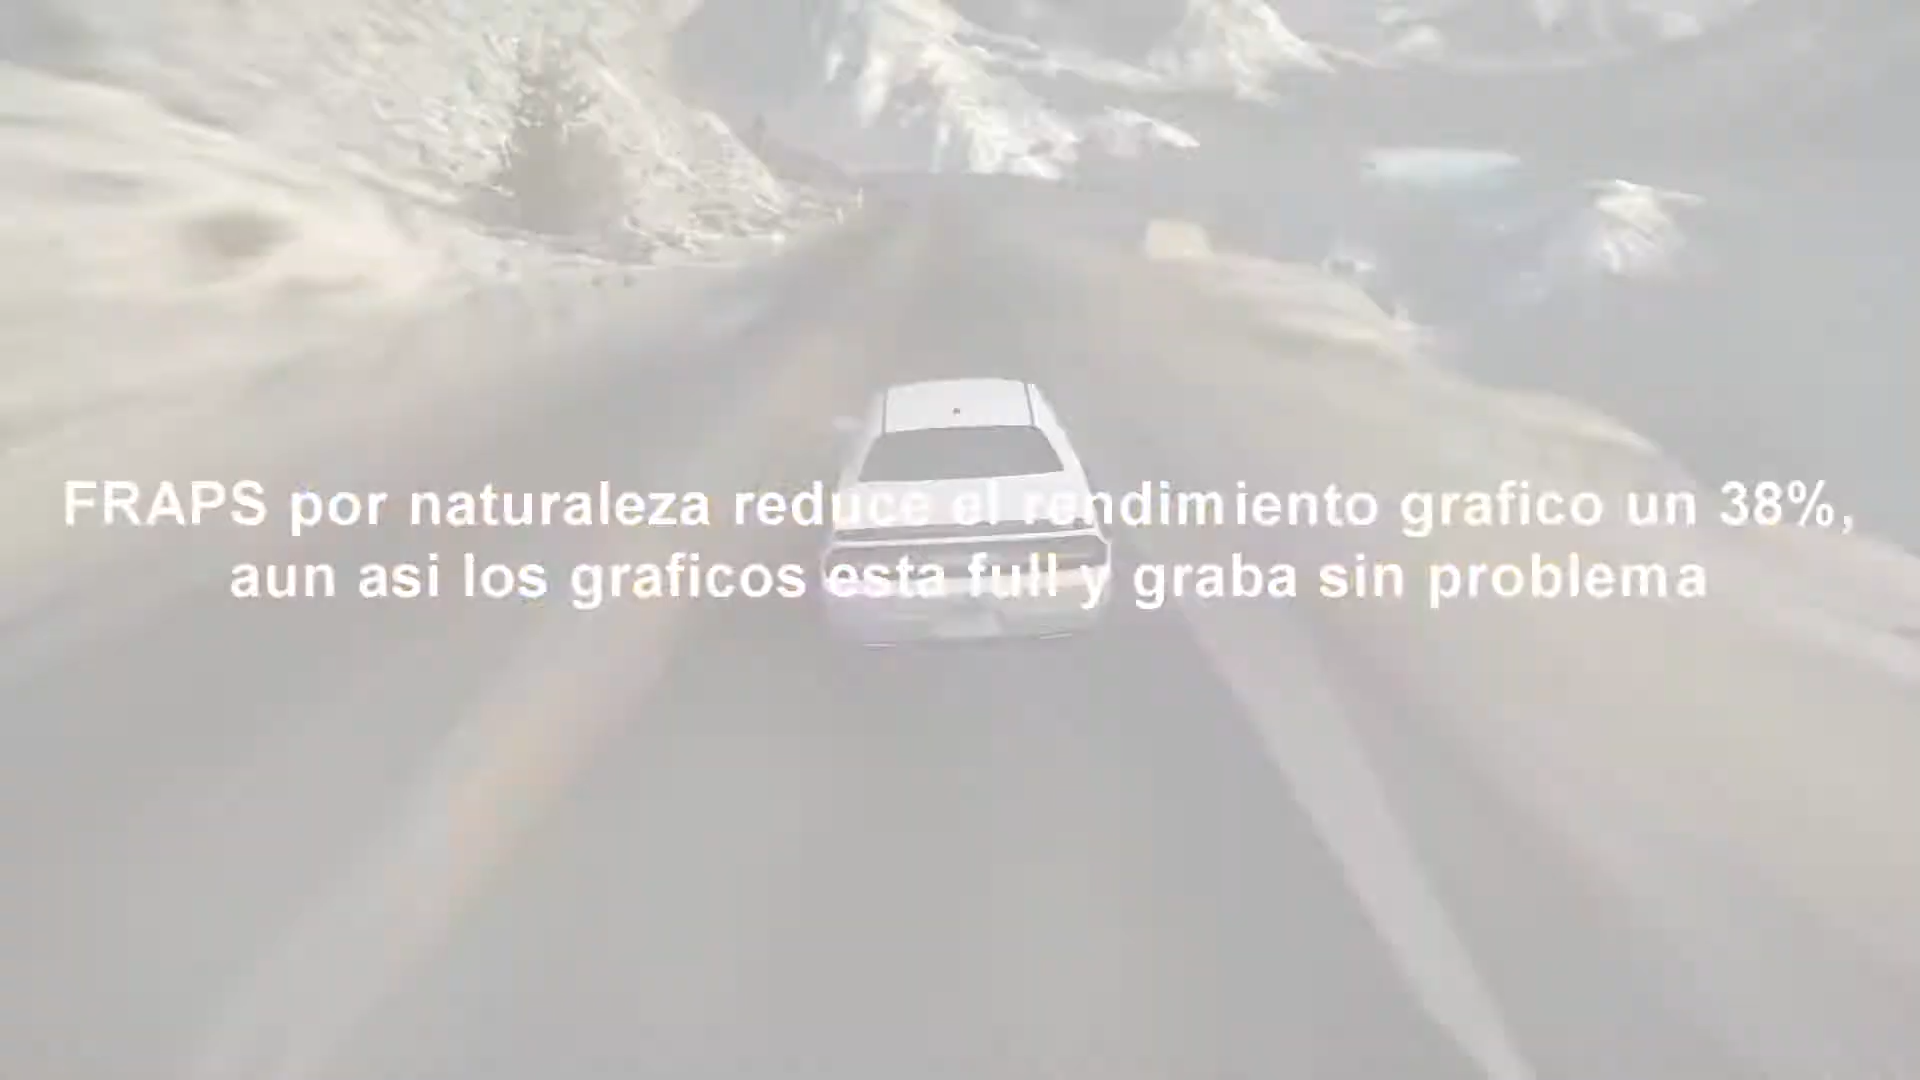 FRAPS por naturaleza reduce el rendimiento grafico un 38%,
aun asi los graficos esta full y graba sin problema